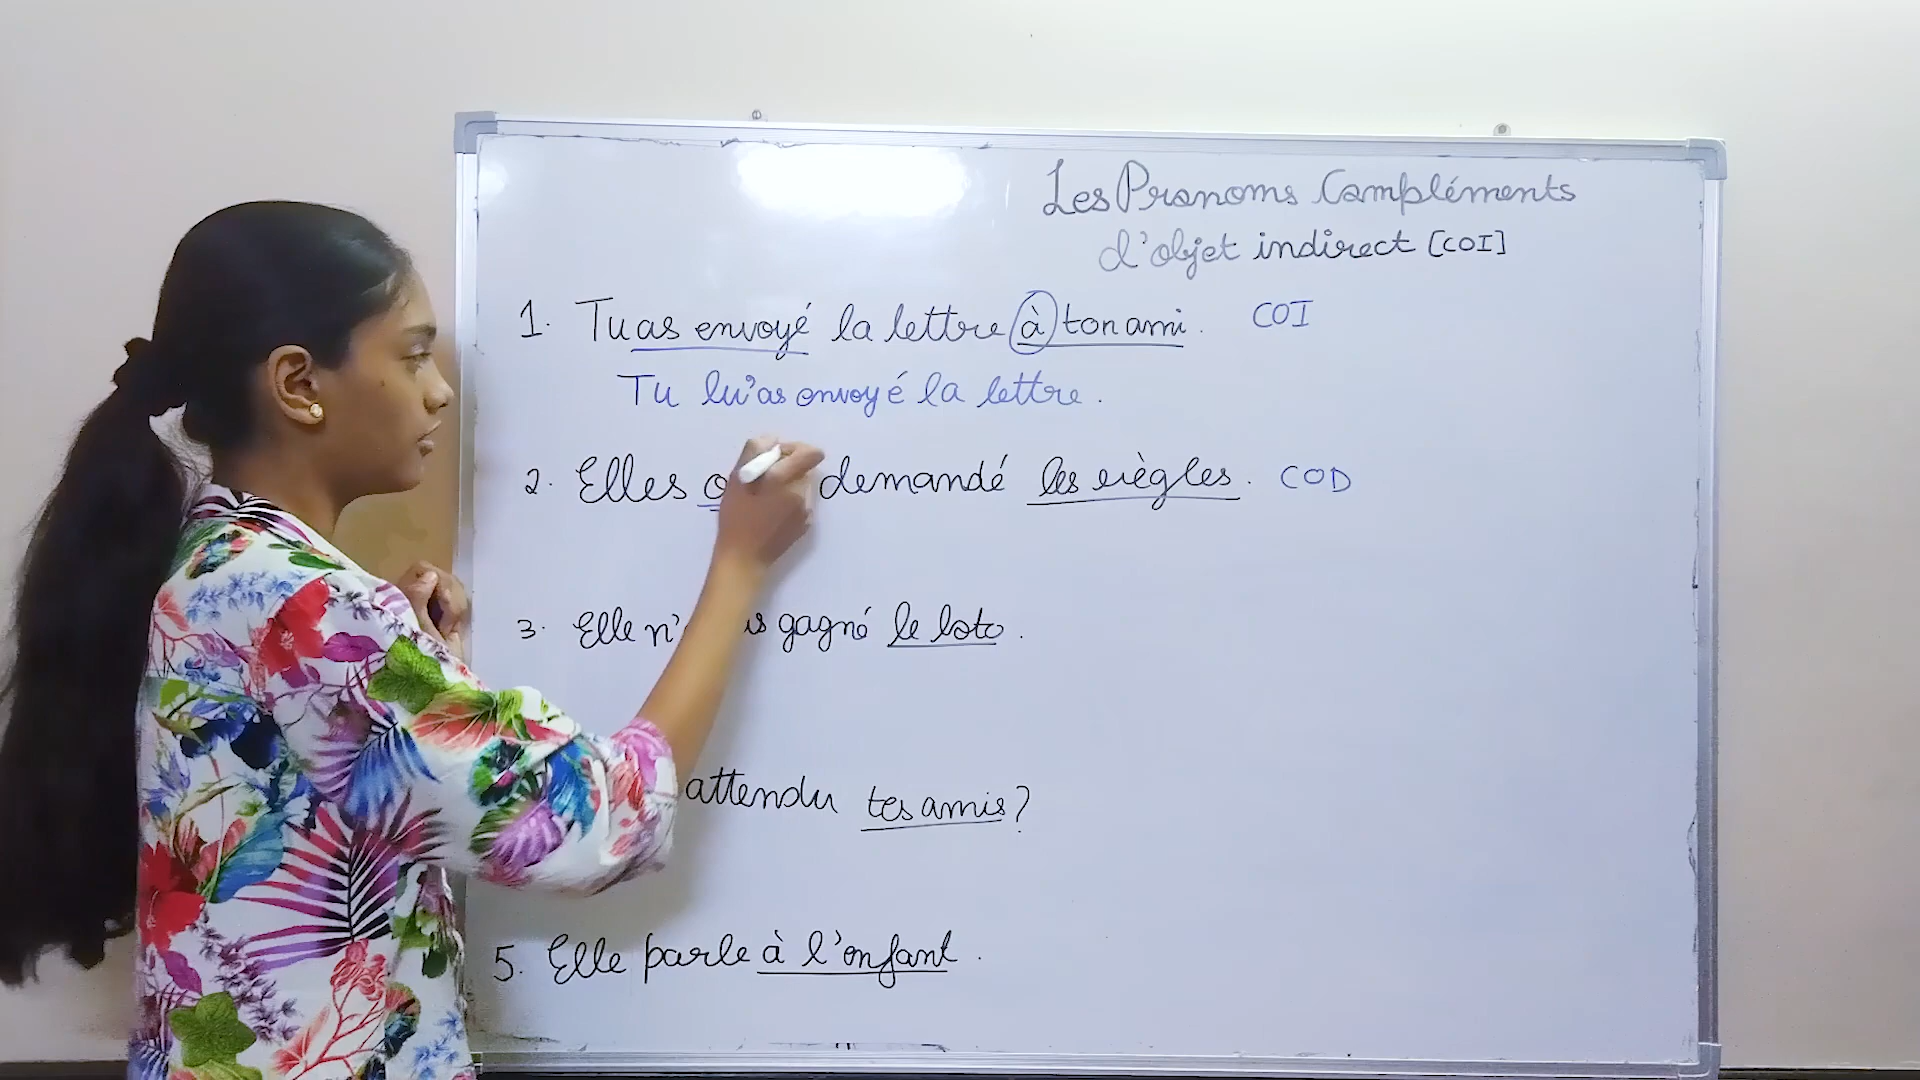 Les Pronoms Compléments
d'objet indirect [COI]
1. Tu as envoyé la lettre à ton ami. COI
Tu lu'as envoyé la lettre.
2. Elles demandé les règles. COD
3. Elle n' gagné le loto.
attendu tes amis?
5. Elle parle à l'enfant.